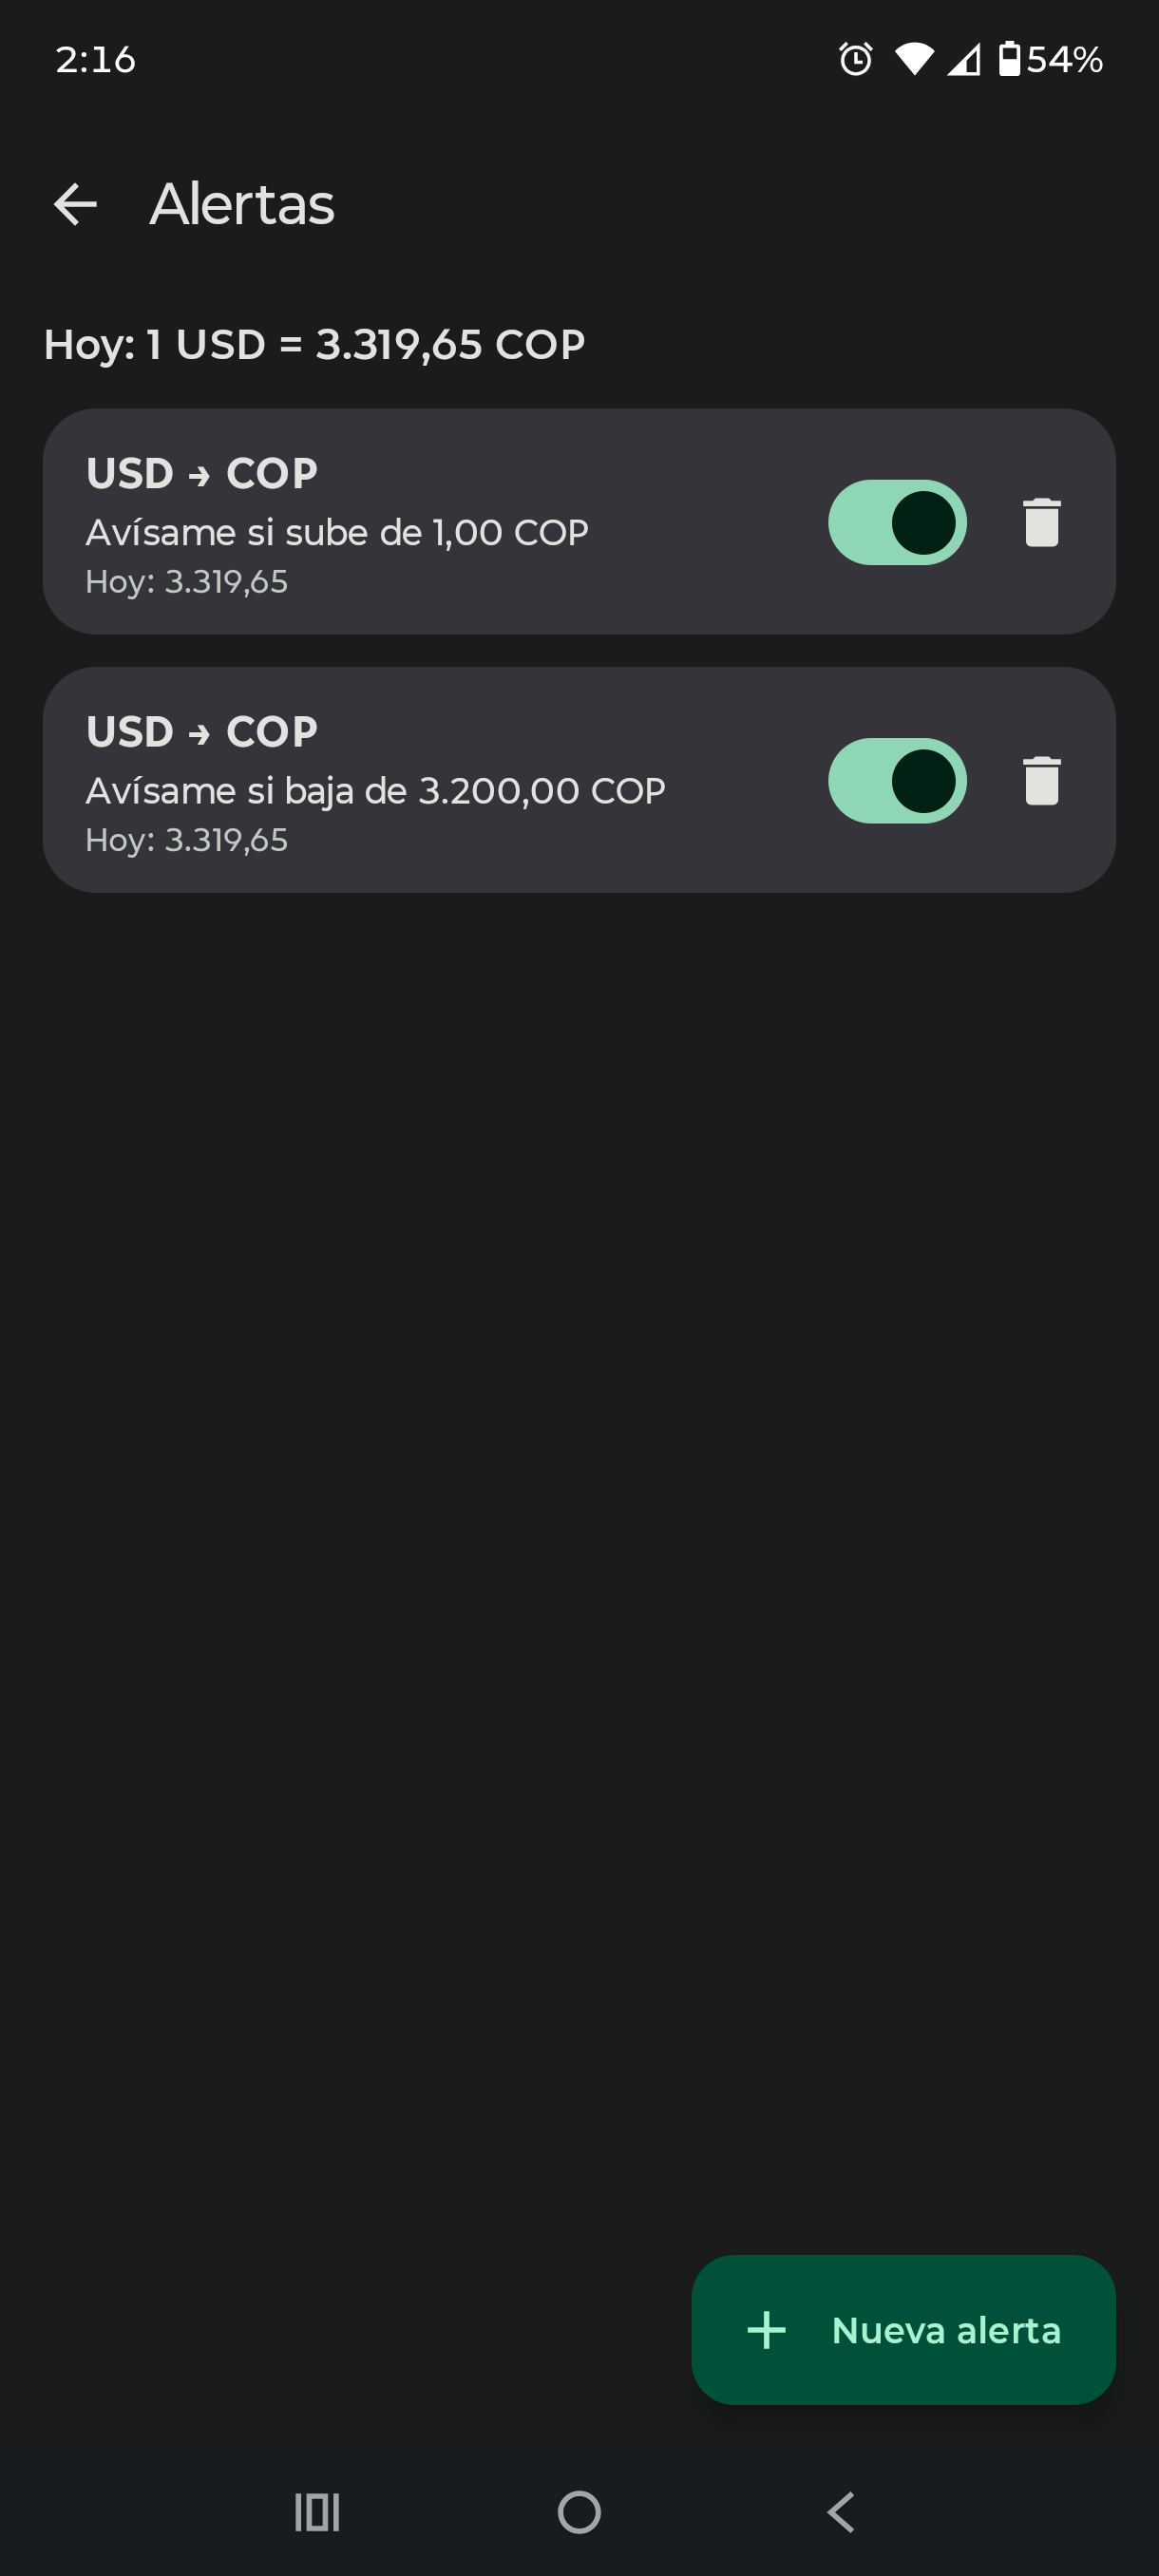 2:16
54%
Alertas
Hoy: 1 USD = 3.319,65 COP
USD → COP
Avísame si sube de 1,00 COP
Hoy: 3.319,65
USD → COP
Avísame si baja de 3.200,00 COP
Hoy: 3.319,65
Nueva alerta